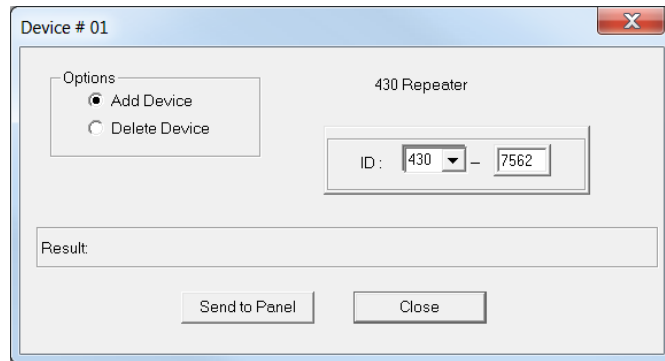 Device # 01
Options
Add Device
Delete Device
430 Repeater
ID : 430 – 7562
Result:
Send to Panel Close